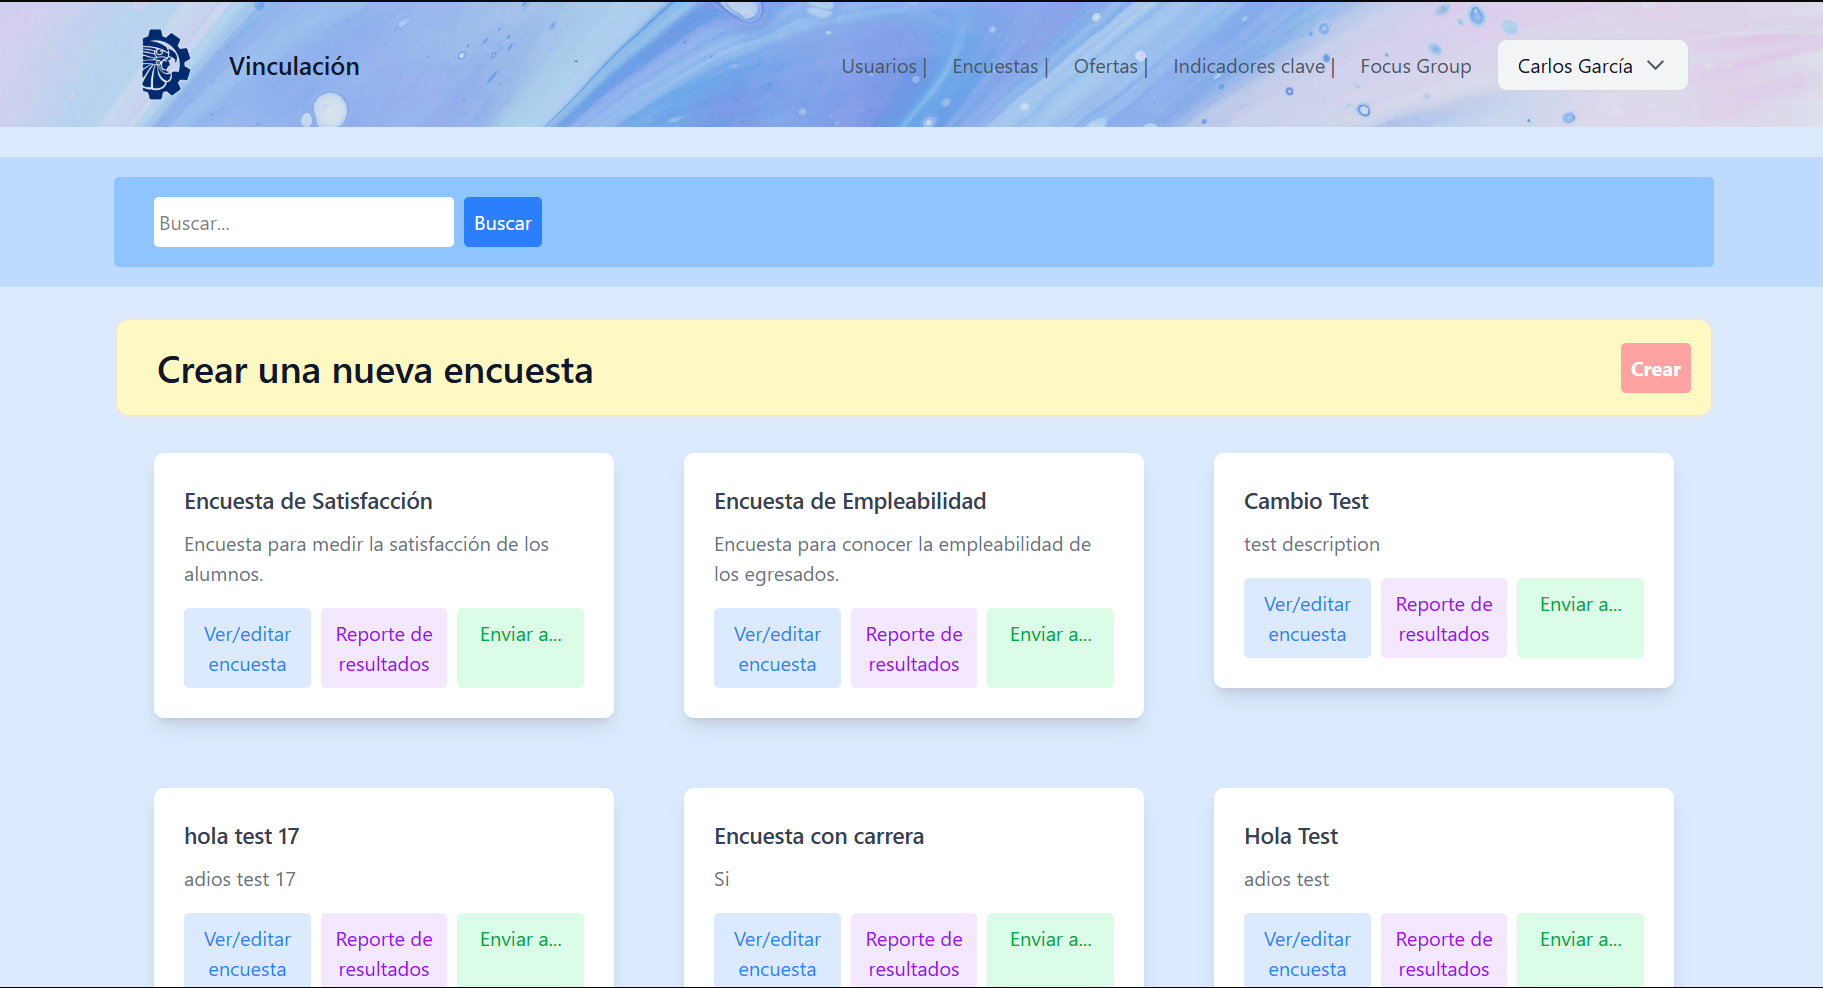 Vinculación
Usuarios |
Encuestas |
Ofertas |
Indicadores clave |
Focus Group
Carlos García
Buscar...
Buscar
Crear una nueva encuesta
Crear
Encuesta de Satisfacción
Encuesta para medir la satisfacción de los
alumnos.
Ver/editar
encuesta
Reporte de
resultados
Enviar a...
Encuesta de Empleabilidad
Encuesta para conocer la empleabilidad de
los egresados.
Ver/editar
encuesta
Reporte de
resultados
Enviar a...
Cambio Test
test description
Ver/editar
encuesta
Reporte de
resultados
Enviar a...
hola test 17
adios test 17
Ver/editar
encuesta
Reporte de
resultados
Enviar a...
Encuesta con carrera
Si
Ver/editar
encuesta
Reporte de
resultados
Enviar a...
Hola Test
adios test
Ver/editar
encuesta
Reporte de
resultados
Enviar a...